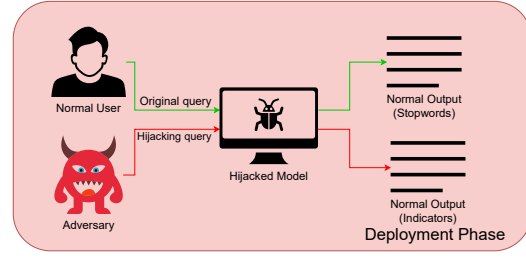 Normal User
Original query
Hijacking query
Adversary
Hijacked Model
Normal Output
(Stopwords)
Normal Output
(Indicators)
Deployment Phase